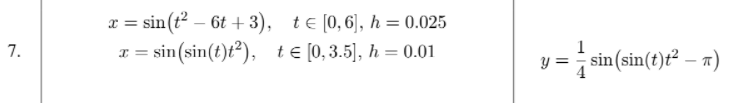 x = sin(t² − 6t + 3), t ∈ [0, 6], h = 0.025
7. x = sin(sin(t)t²), t ∈ [0, 3.5], h = 0.01
y = 1/4 sin(sin(t)t² − π)